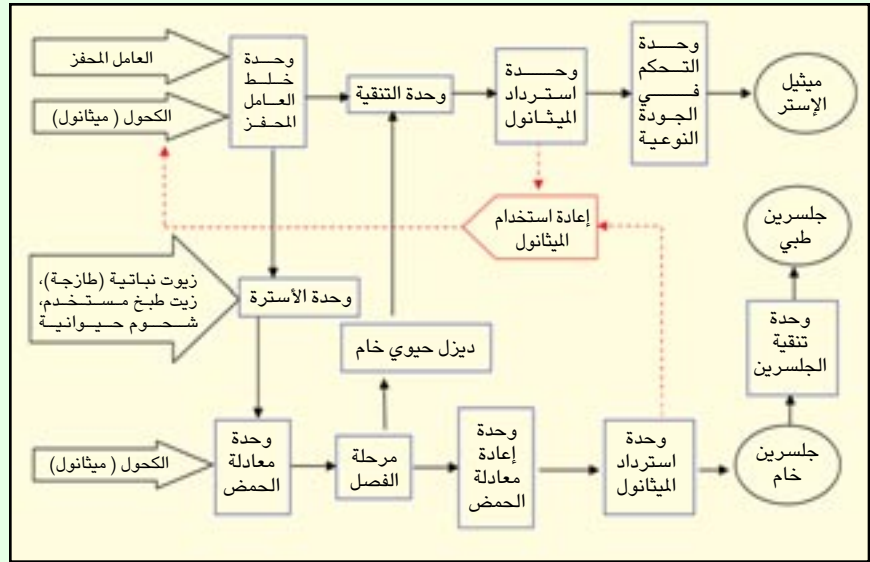 العامل المحفز
الكحول (ميثانول)
وحدة
خلط
العامل
المحفز
وحدة التنقية
وحدة
استرداد
الميثانول
وحدة
التحكم
في
الجودة
النوعية
ميثيل
الإستر
إعادة استخدام
الميثانول
جلسرين
طبي
زيوت نباتية (طازجة)،
زيت طبخ مستخدم،
شحوم حيوانية
وحدة الأسترة
ديزل حيوي خام
وحدة
تنقية
الجلسرين
الكحول (ميثانول)
وحدة
معادلة
الحمض
مرحلة
الفصل
وحدة
إعادة
معادلة
الحمض
وحدة
استرداد
الميثانول
جلسرين
خام